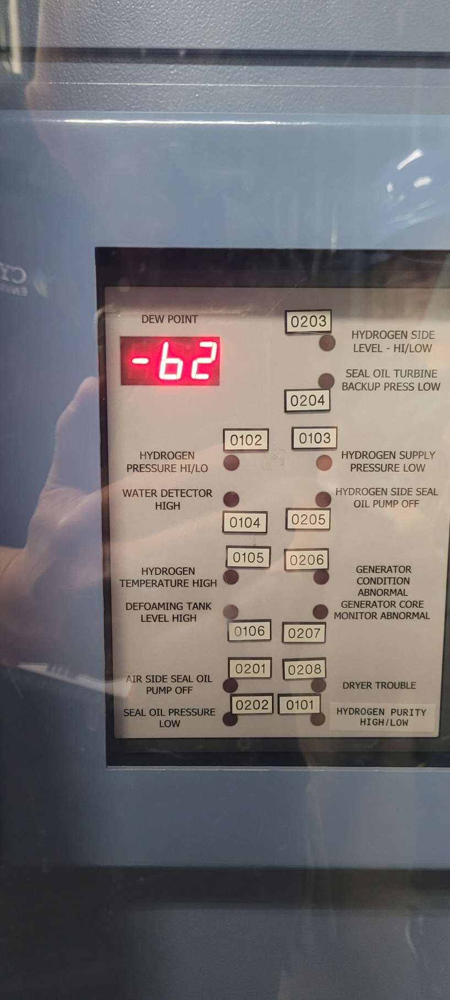 DEW POINT
-62
0203
HYDROGEN SIDE
LEVEL - HI/LOW
SEAL OIL TURBINE
BACKUP PRESS LOW
0204
0102
0103
HYDROGEN
PRESSURE HI/LO
HYDROGEN SUPPLY
PRESSURE LOW
WATER DETECTOR
HIGH
HYDROGEN SIDE SEAL
OIL PUMP OFF
0104
0205
0105
0206
HYDROGEN
TEMPERATURE HIGH
GENERATOR
CONDITION
ABNORMAL
DEFOAMING TANK
LEVEL HIGH
GENERATOR CORE
MONITOR ABNORMAL
0106
0207
0201
0208
AIR SIDE SEAL OIL
PUMP OFF
DRYER TROUBLE
0202
0101
SEAL OIL PRESSURE
LOW
HYDROGEN PURITY
HIGH/LOW